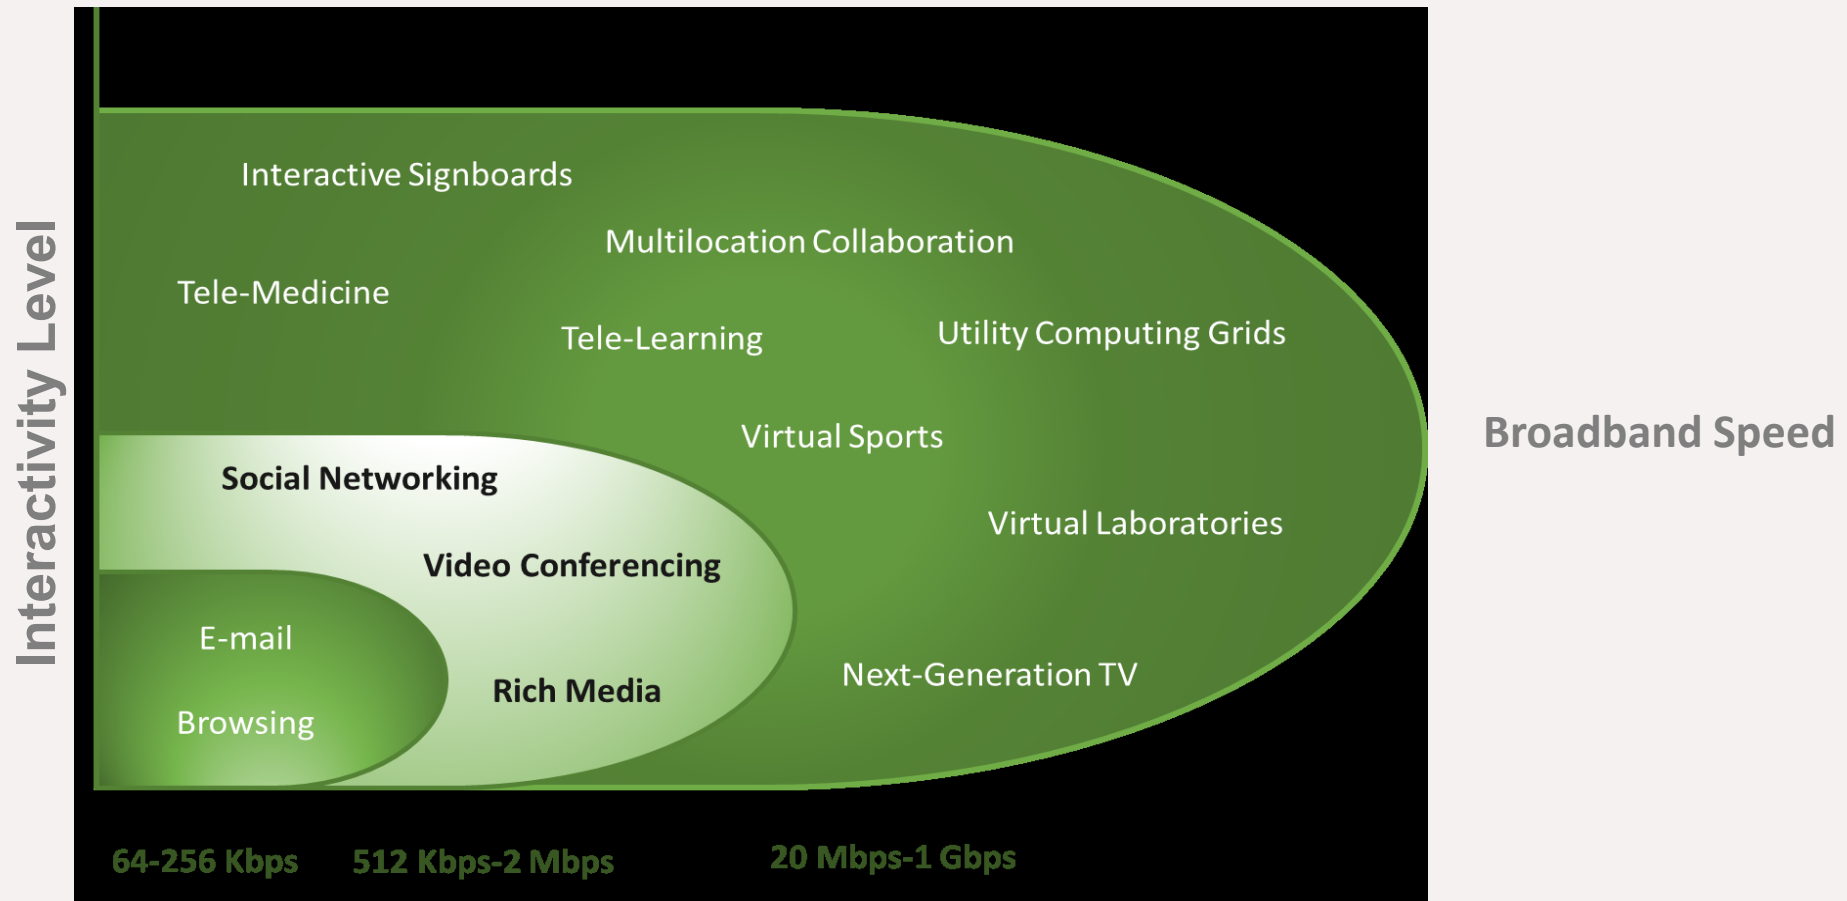 Interactivity Level
Interactive Signboards
Multilocation Collaboration
Tele-Medicine
Tele-Learning
Utility Computing Grids
Virtual Sports
Broadband Speed
Social Networking
Virtual Laboratories
Video Conferencing
E-mail
Next-Generation TV
Rich Media
Browsing
64-256 Kbps
512 Kbps-2 Mbps
20 Mbps-1 Gbps